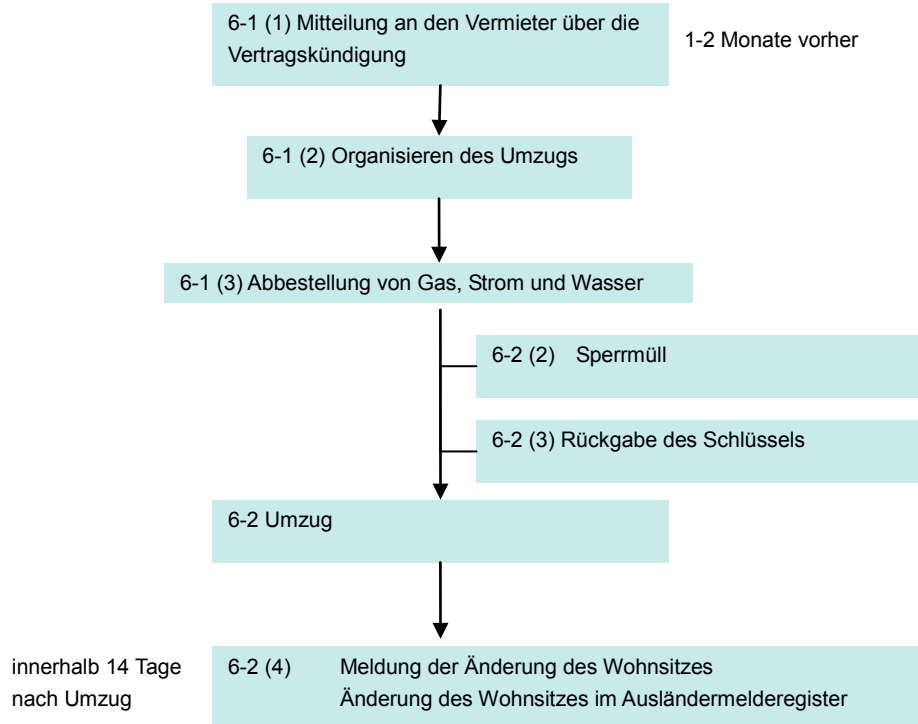 6-1 (1) Mitteilung an den Vermieter über die
Vertragskündigung
1-2 Monate vorher
6-1 (2) Organisieren des Umzugs
6-1 (3) Abbestellung von Gas, Strom und Wasser
6-2 (2) Sperrmüll
6-2 (3) Rückgabe des Schlüssels
6-2 Umzug
innerhalb 14 Tage
nach Umzug
6-2 (4) Meldung der Änderung des Wohnsitzes
Änderung des Wohnsitzes im Ausländermelderegister